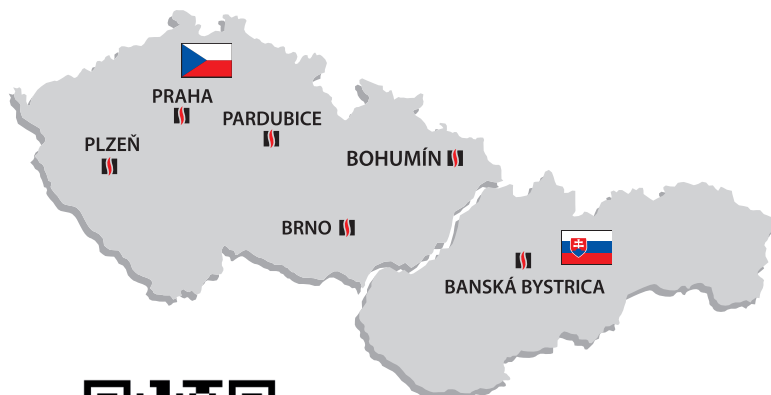 PRAHA
PARDUBICE
PLZEŇ
BOHUMÍN
BRNO
BANSKÁ BYSTRICA